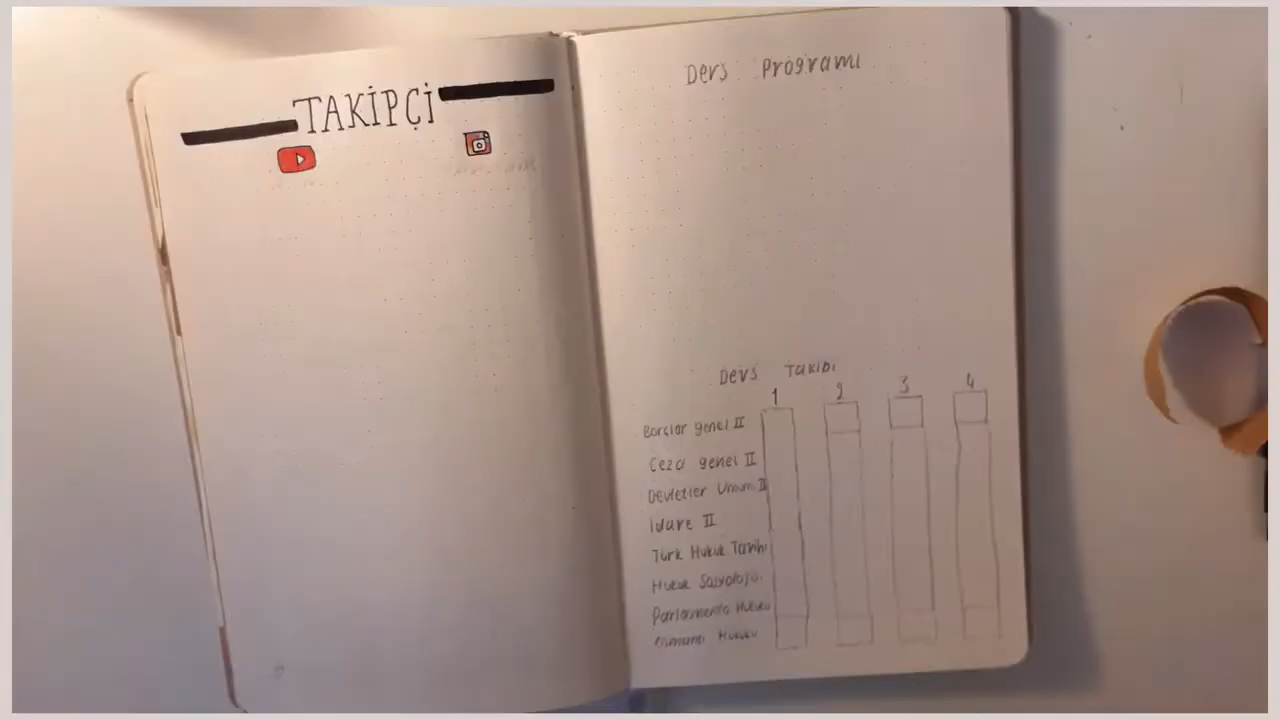 TAKİPÇİ
Ders Programı
Ders Takibi
1 2 3 4
Borçlar genel II
Ceza genel II
Devletler Umumi II
İdare II
Türk Hukuk Tarihi
Hukuk Sosyolojisi
Parlamento Hukuku
Hukuku